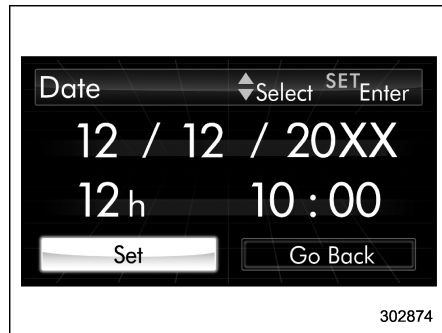 Date Select SET Enter
12 / 12 / 20XX
12h 10:00
Set Go Back
302874